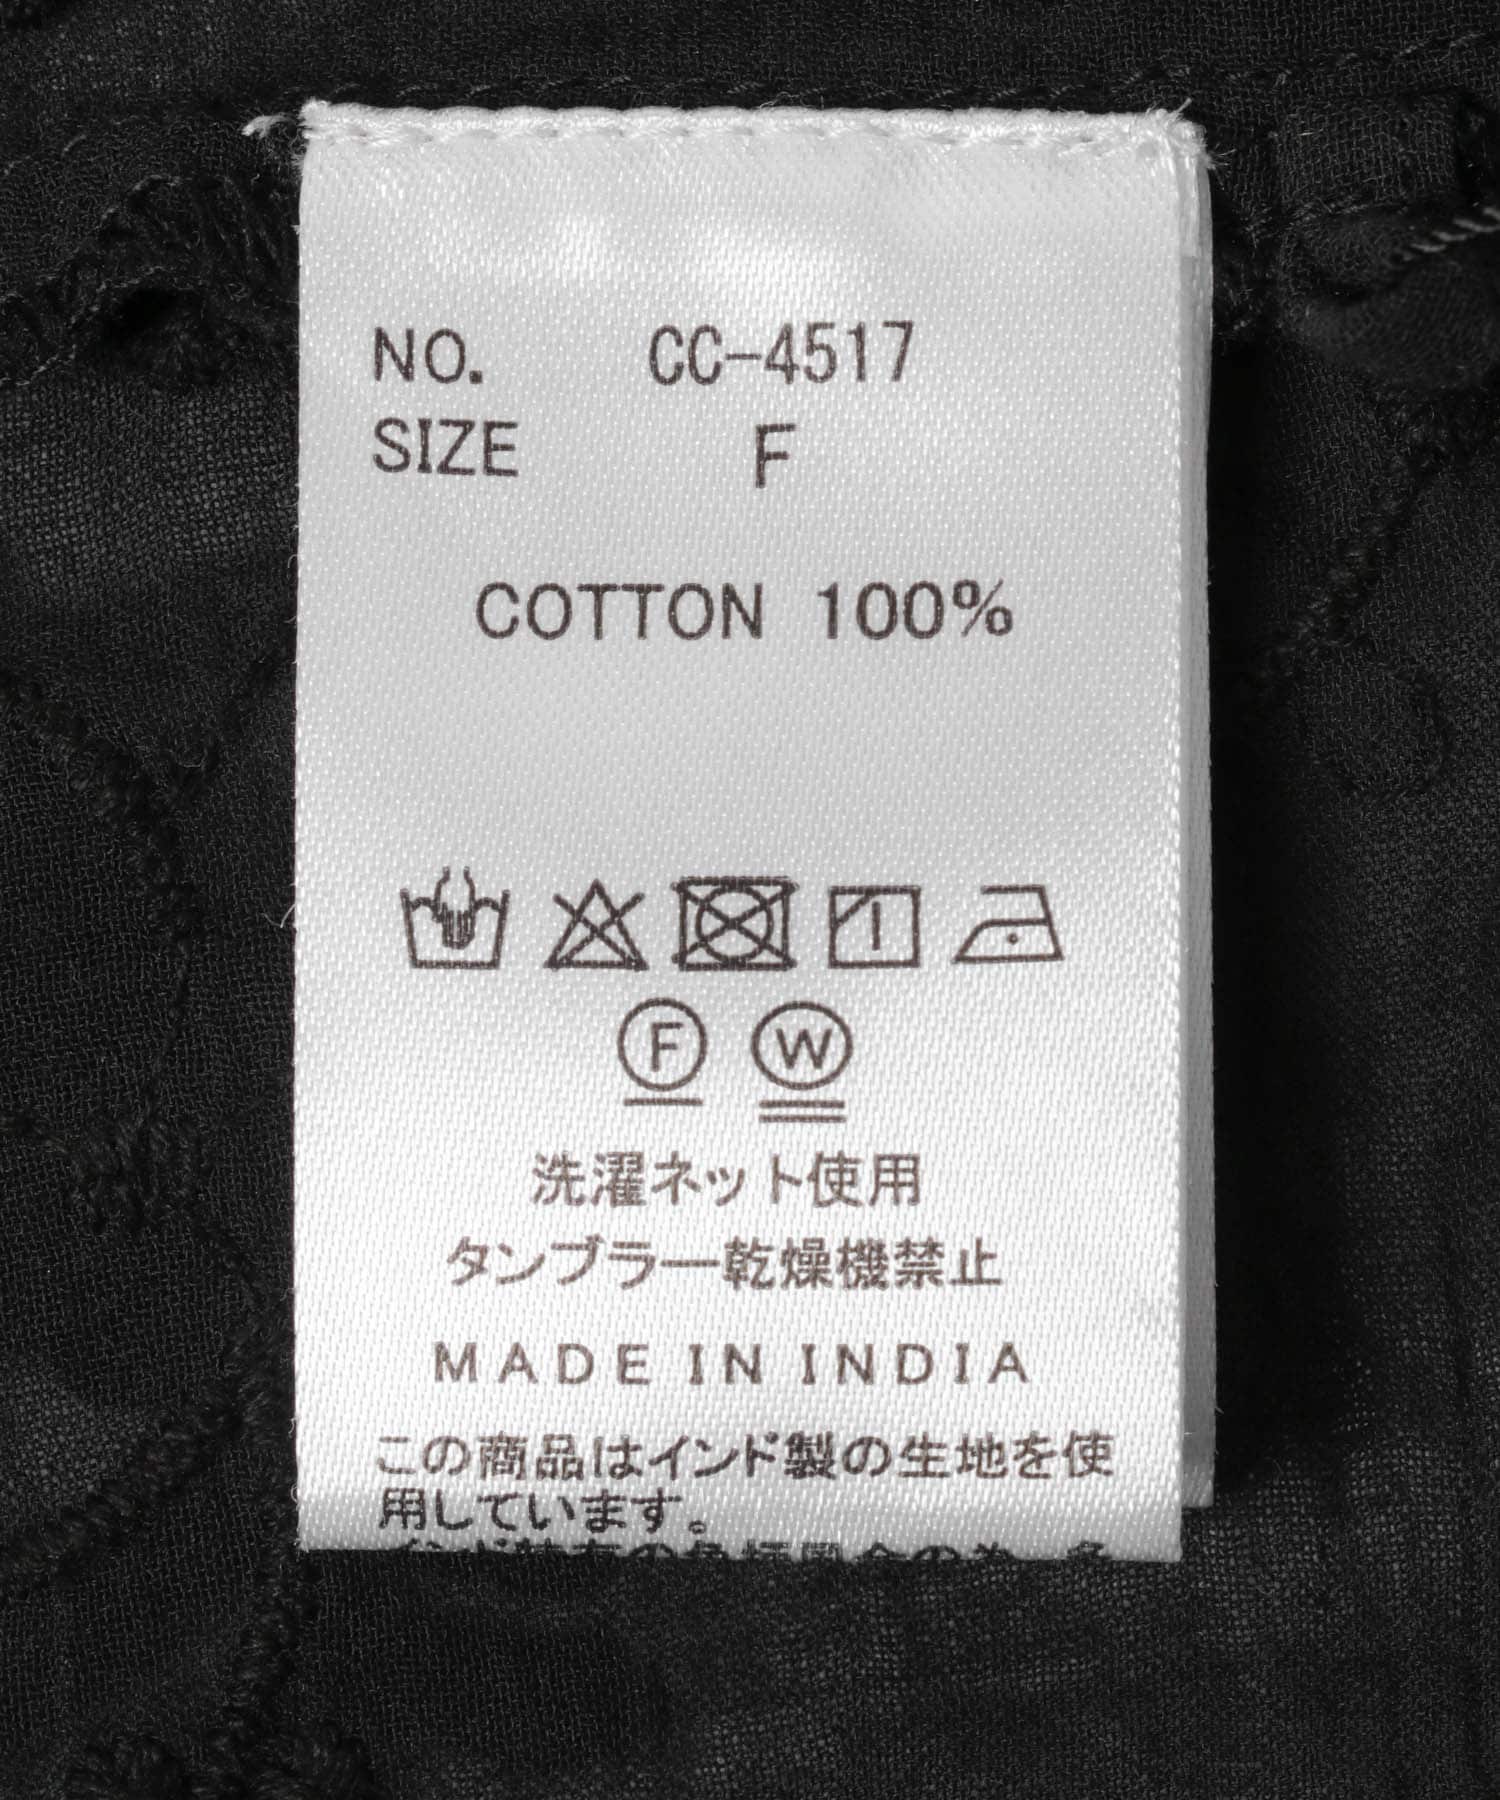 NO. CC-4517
SIZE F
COTTON 100%
F W
洗濯ネット使用
タンブラー乾燥機禁止
MADE IN INDIA
この商品はインド製の生地を使
用しています。